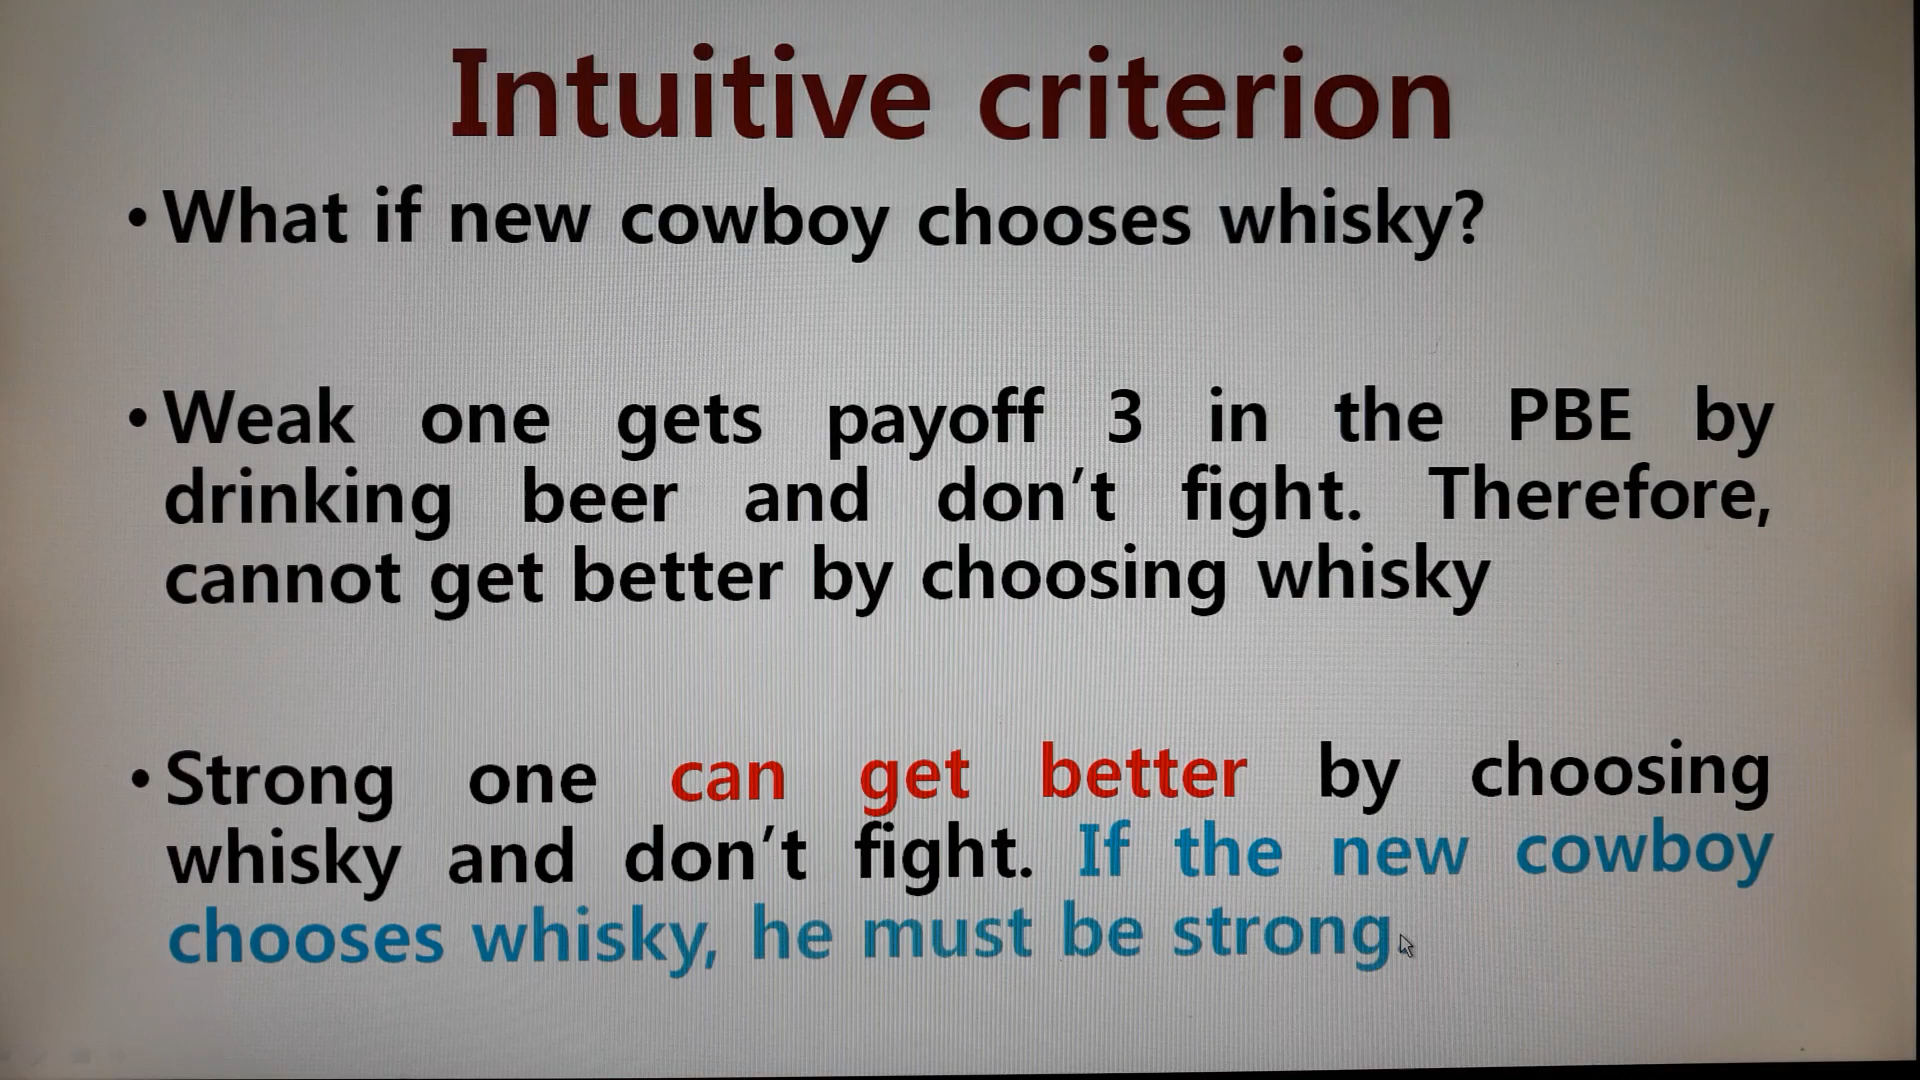 Intuitive criterion
• What if new cowboy chooses whisky?
• Weak one gets payoff 3 in the PBE by
drinking beer and don’t fight. Therefore,
cannot get better by choosing whisky
• Strong one can get better by choosing
whisky and don’t fight. If the new cowboy
chooses whisky, he must be strong.